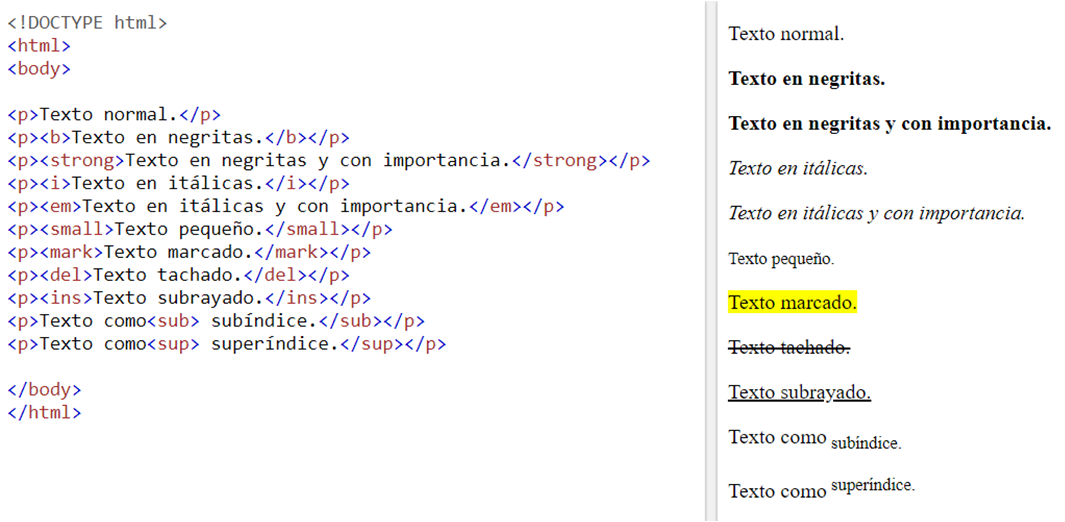 <!DOCTYPE html>
<html>
<body>
<p>Texto normal.</p>
<p><b>Texto en negritas.</b></p>
<p><strong>Texto en negritas y con importancia.</strong></p>
<p><i>Texto en itálicas.</i></p>
<p><em>Texto en itálicas y con importancia.</em></p>
<p><small>Texto pequeño.</small></p>
<p><mark>Texto marcado.</mark></p>
<p><del>Texto tachado.</del></p>
<p><ins>Texto subrayado.</ins></p>
<p>Texto como<sub> subíndice.</sub></p>
<p>Texto como<sup> superíndice.</sup></p>
</body>
</html>
Texto normal.
Texto en negritas.
Texto en negritas y con importancia.
Texto en itálicas.
Texto en itálicas y con importancia.
Texto pequeño.
Texto marcado.
Texto tachado.
Texto subrayado.
Texto como subíndice.
Texto como superíndice.